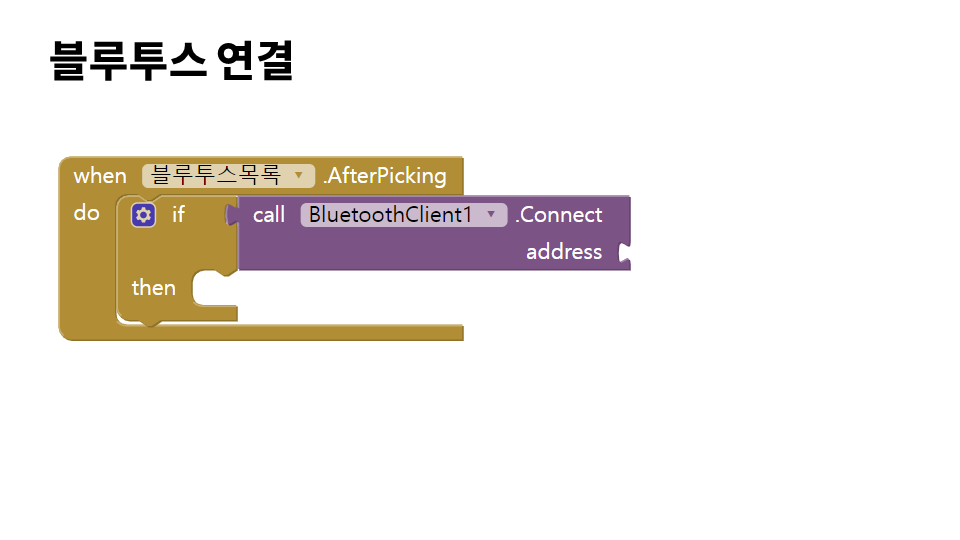 블루투스 연결
when 블루투스목록 .AfterPicking
do if call BluetoothClient1 .Connect
address
then